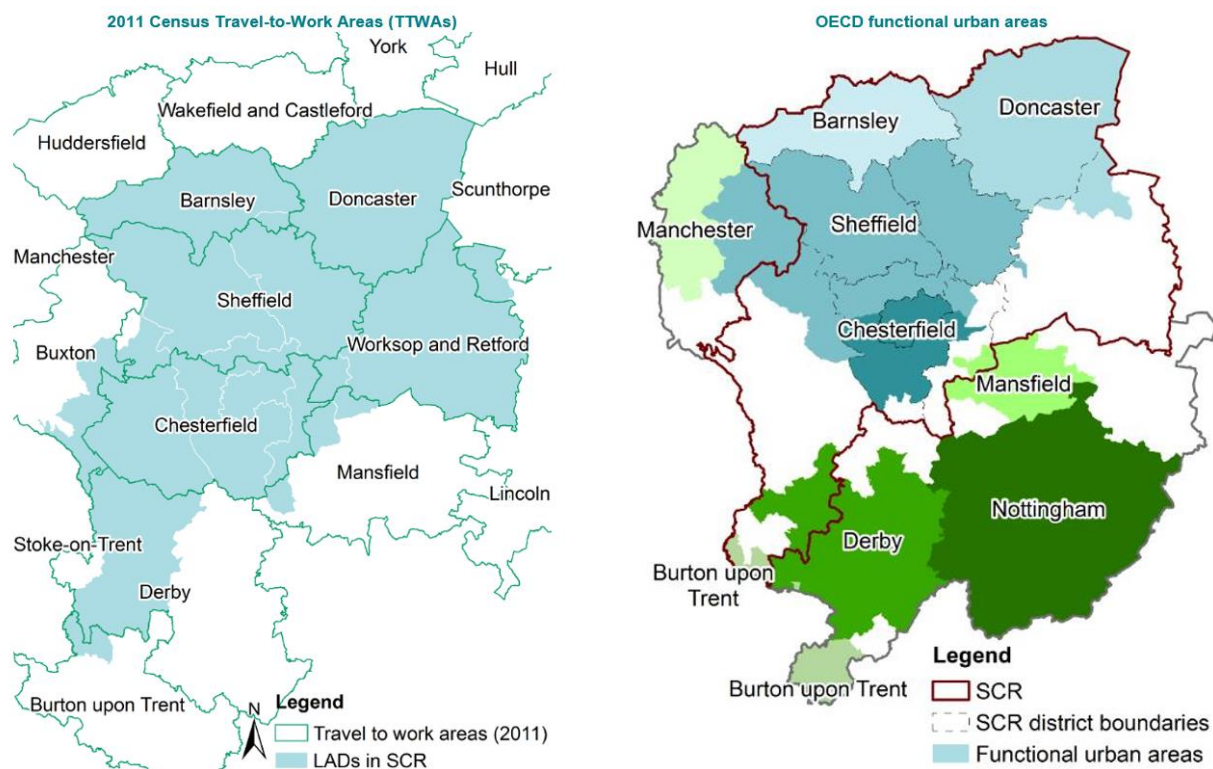 2011 Census Travel-to-Work Areas (TTWAs)
York
Hull
Wakefield and Castleford
Huddersfield
Scunthorpe
Barnsley
Doncaster
Manchester
Sheffield
Buxton
Worksop and Retford
Chesterfield
Mansfield
Lincoln
Stoke-on-Trent
Derby
Burton upon Trent
N
Legend
Travel to work areas (2011)
LADs in SCR
OECD functional urban areas
Barnsley
Doncaster
Manchester
Sheffield
Chesterfield
Mansfield
Nottingham
Derby
Burton upon
Trent
Burton upon Trent
Legend
SCR
SCR district boundaries
Functional urban areas